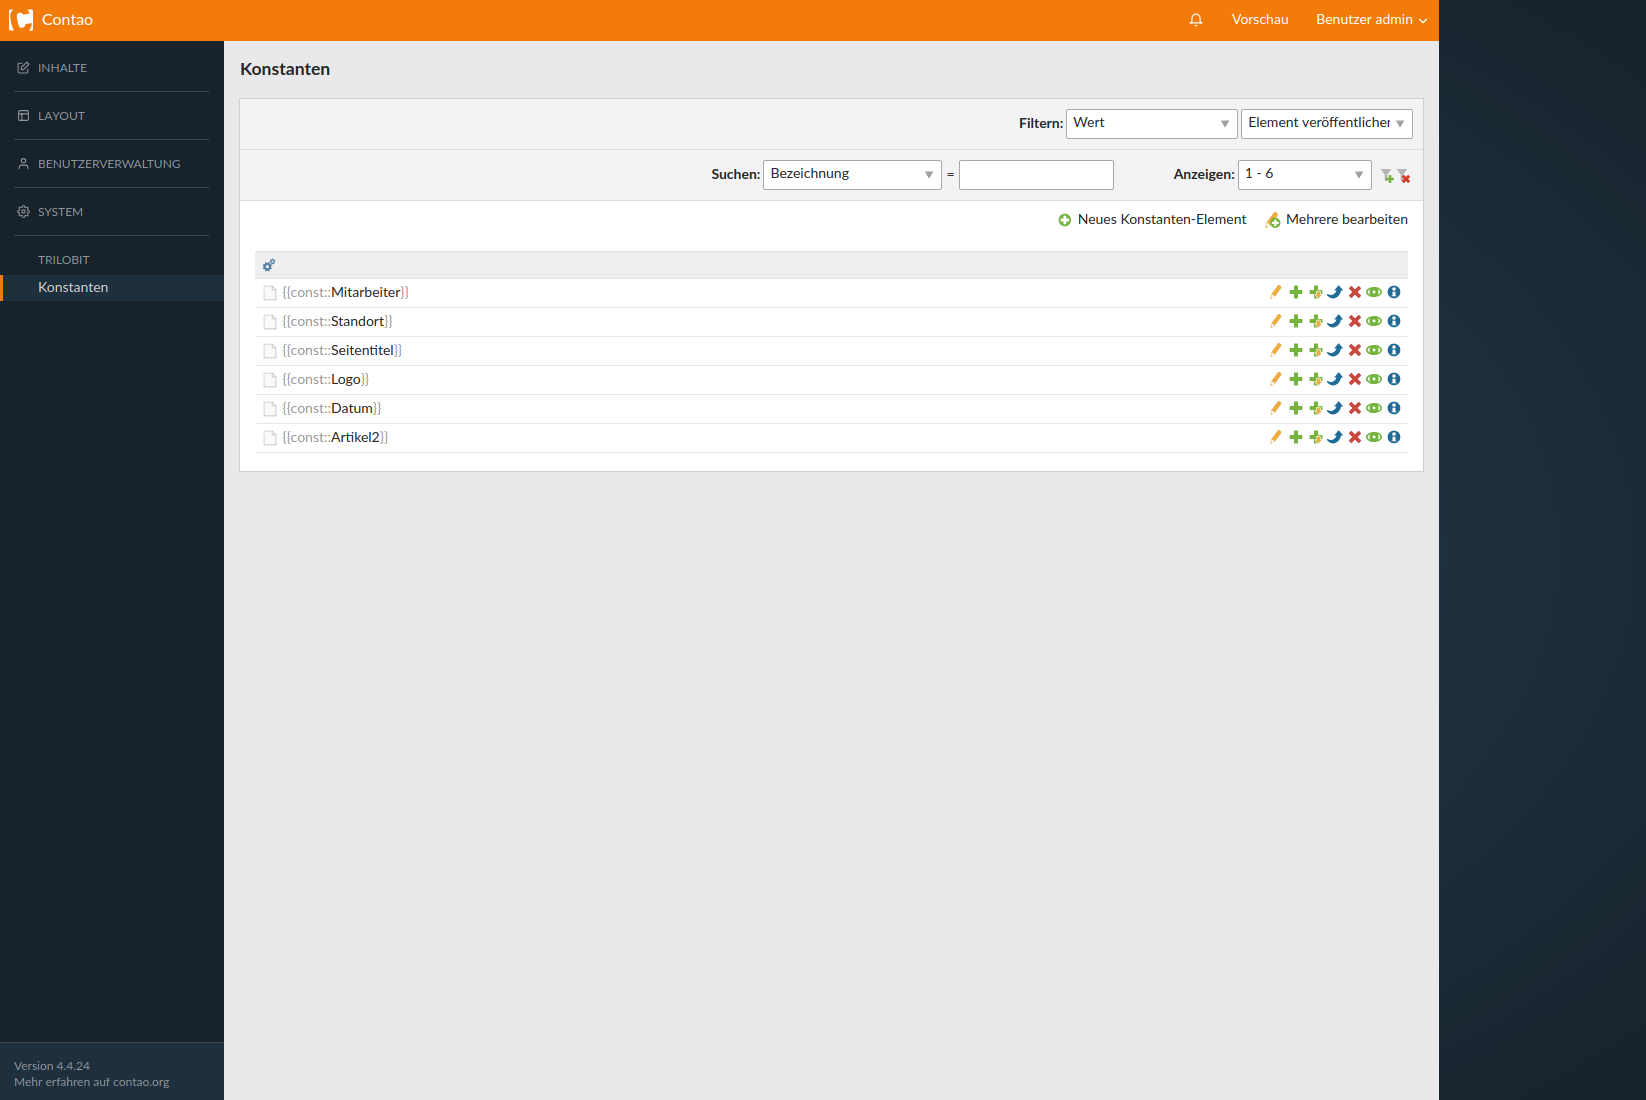 Contao
Vorschau
Benutzer admin
INHALTE
LAYOUT
BENUTZERVERWALTUNG
SYSTEM
TRILOBIT
Konstanten
Version 4.4.24
Mehr erfahren auf contao.org
Konstanten
Filtern: Wert Element veröffentlichen
Suchen: Bezeichnung = Anzeigen: 1 - 6
Neues Konstanten-Element Mehrere bearbeiten
{{const::Mitarbeiter}}
{{const::Standort}}
{{const::Seitentitel}}
{{const::Logo}}
{{const::Datum}}
{{const::Artikel2}}